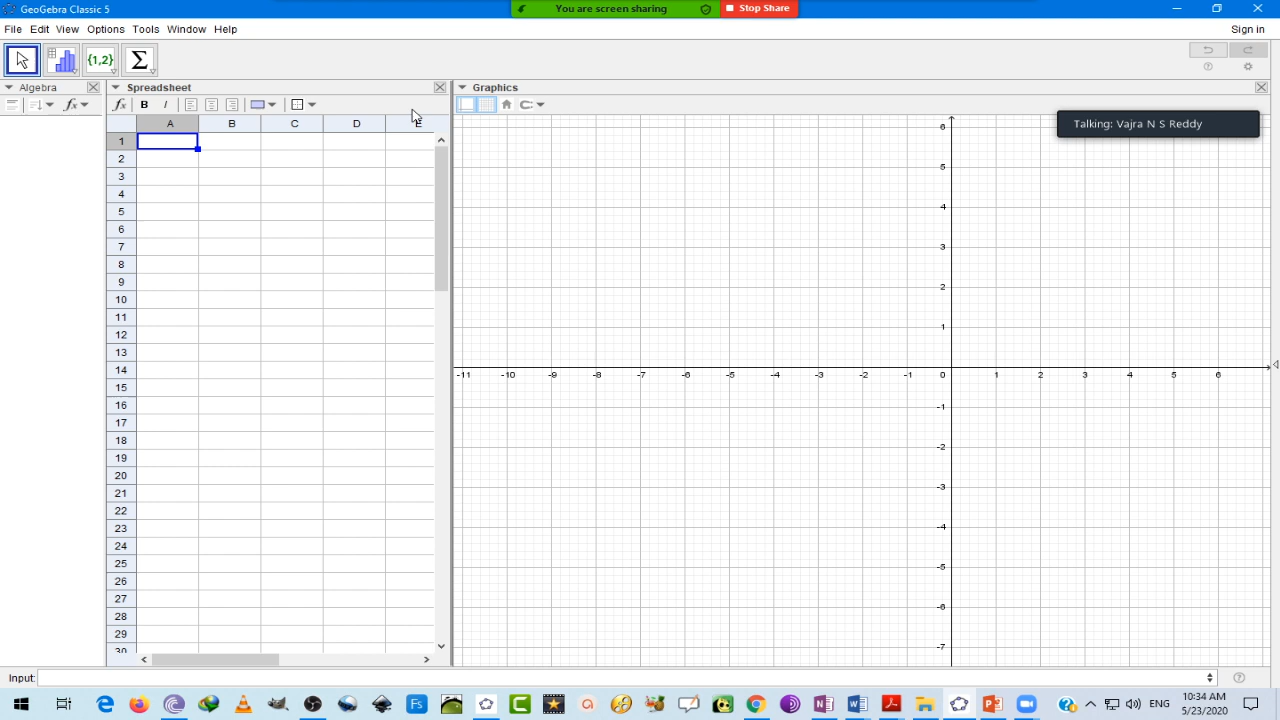 GeoGebra Classic 5
You are screen sharing
Stop Share
File Edit View Options Tools Window Help
Sign in
{1,2}
Σ
Algebra
Spreadsheet
Graphics
fx
fx B I
Talking: Vajra N S Reddy
A B C D E
1
2
3
4
5
6
7
8
9
10
11
12
13
14
15
16
17
18
19
20
21
22
23
24
25
26
27
28
29
30
6
5
4
3
2
1
-11 -10 -9 -8 -7 -6 -5 -4 -3 -2 -1 0 1 2 3 4 5 6
-1
-2
-3
-4
-5
-6
-7
Input:
Fs
ENG
10:34 AM
5/23/2020